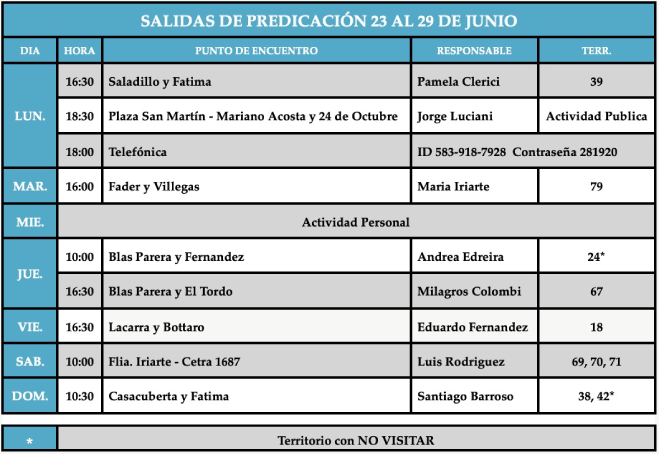 SALIDAS DE PREDICACIÓN 23 AL 29 DE JUNIO
DIA HORA PUNTO DE ENCUENTRO RESPONSABLE TERR.
LUN.
16:30 Saladillo y Fatima Pamela Clerici 39
18:30 Plaza San Martín - Mariano Acosta y 24 de Octubre Jorge Luciani Actividad Publica
18:00 Telefónica ID 583-918-7928 Contraseña 281920
MAR. 16:00 Fader y Villegas Maria Iriarte 79
MIE. Actividad Personal
JUE.
10:00 Blas Parera y Fernandez Andrea Edreira 24*
16:30 Blas Parera y El Tordo Milagros Colombi 67
VIE. 16:30 Lacarra y Bottaro Eduardo Fernandez 18
SAB. 10:00 Flia. Iriarte - Cetra 1687 Luis Rodriguez 69, 70, 71
DOM. 10:30 Casacuberta y Fatima Santiago Barroso 38, 42*
* Territorio con NO VISITAR